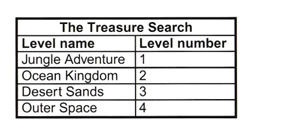 The Treasure Search
Level name Level number
Jungle Adventure 1
Ocean Kingdom 2
Desert Sands 3
Outer Space 4